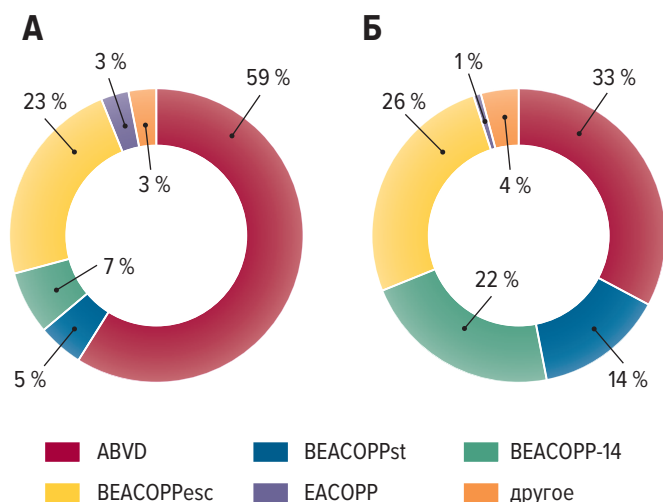 А Б
3 % 59 % 1 % 33 %
23 % 26 %
3 % 4 %
7 % 22 %
5 % 14 %
ABVD BEACOPPst BEACOPP-14
BEACOPPesc EACOPP другое